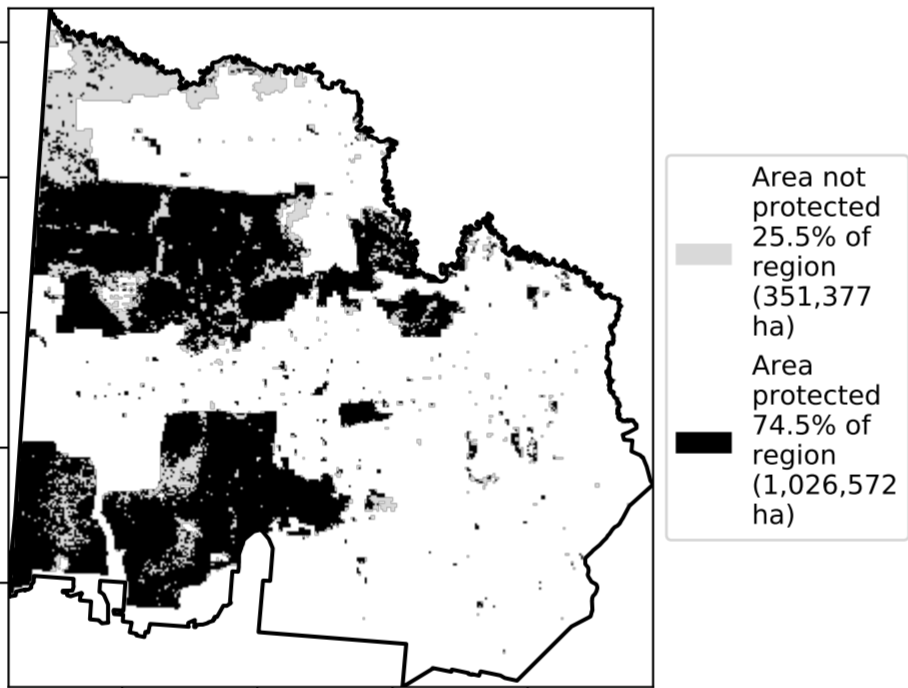 Area not
protected
25.5% of
region
(351,377
ha)
Area
protected
74.5% of
region
(1,026,572
ha)